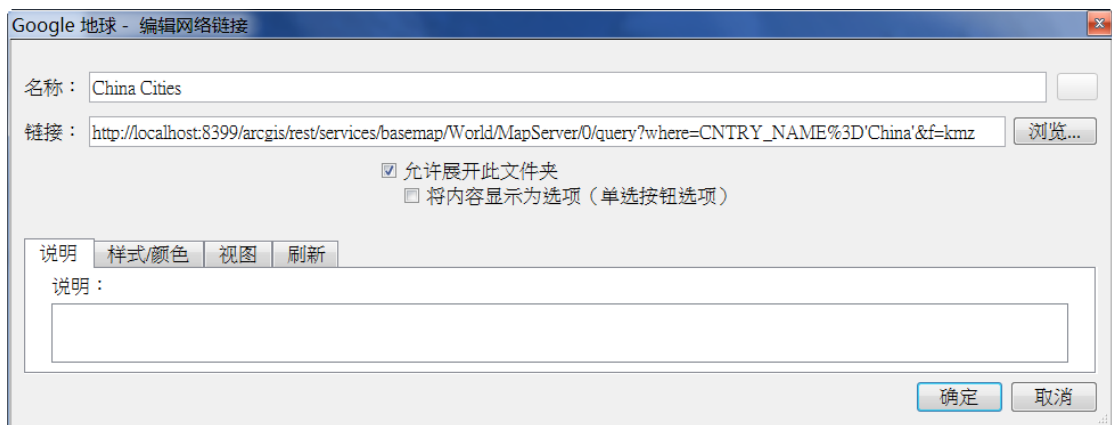 Google 地球 - 编辑网络链接
名称：
China Cities
链接：
http://localhost:8399/arcgis/rest/services/basemap/World/MapServer/0/query?where=CNTRY_NAME%3D'China'&f=kmz
浏览...
允许展开此文件夹
将内容显示为选项（单选按钮选项）
说明 样式/颜色 视图 刷新
说明：
确定 取消